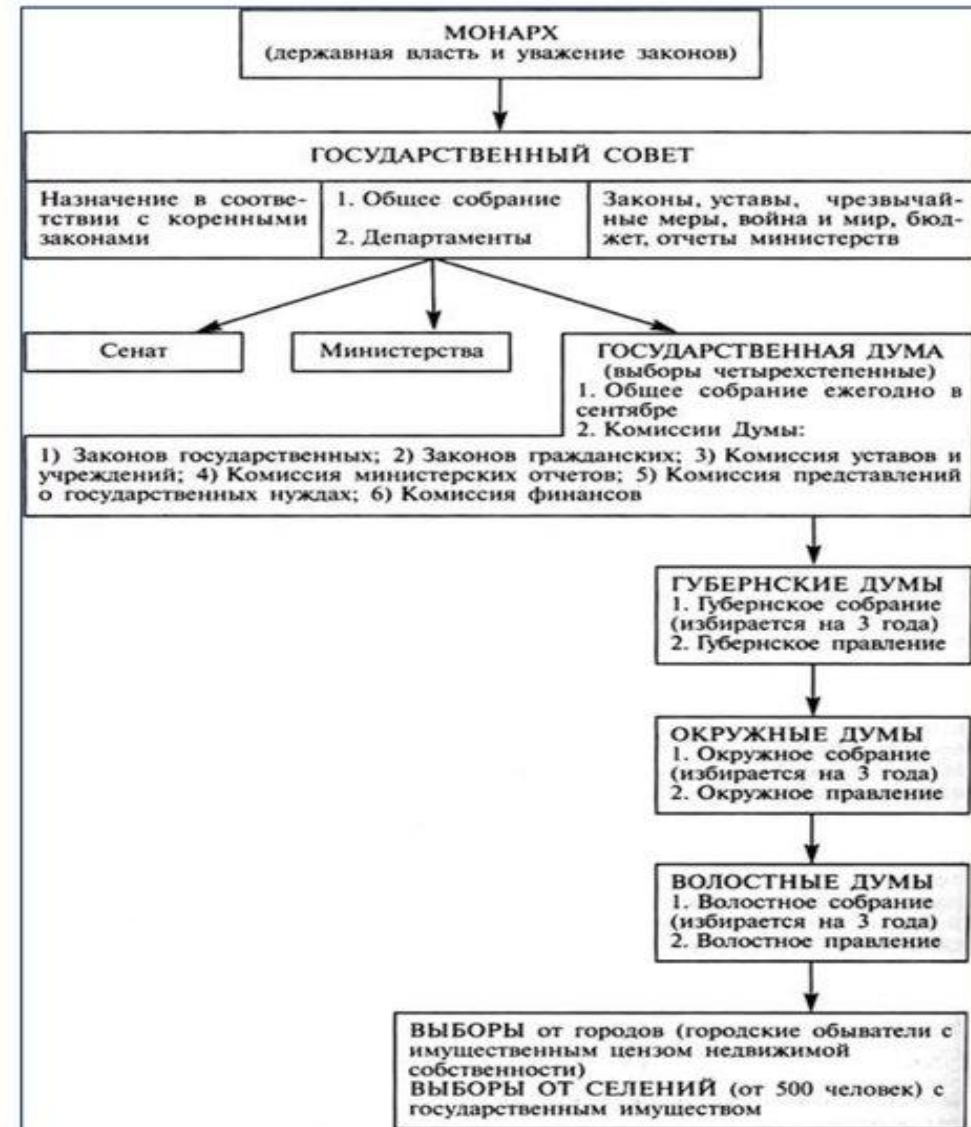 МОНАРХ
(державная власть и уважение законов)
ГОСУДАРСТВЕННЫЙ СОВЕТ
Назначение в соответ-
тствии с коренными
законами
1. Общее собрание
2. Департаменты
Законы, уставы, чрезвычай-
ные меры, война и мир, бюд-
жет, отчеты министерств
Сенат
Министерства
ГОСУДАРСТВЕННАЯ ДУМА
(выборы четырехстепенные)
1. Общее собрание ежегодно в
сентябре
2. Комиссии Думы:
1) Законов государственных; 2) Законов гражданских; 3) Комиссия уставов и
учреждений; 4) Комиссия министерских отчетов; 5) Комиссия представлений
о государственных нуждах; 6) Комиссия финансов
ГУБЕРНСКИЕ ДУМЫ
1. Губернское собрание
(избирается на 3 года)
2. Губернское правление
ОКРУЖНЫЕ ДУМЫ
1. Окружное собрание
(избирается на 3 года)
2. Окружное правление
ВОЛОСТНЫЕ ДУМЫ
1. Волостное собрание
(избирается на 3 года)
2. Волостное правление
ВЫБОРЫ от городов (городские обыватели с
имущественным цензом недвижимой
собственности)
ВЫБОРЫ ОТ СЕЛЕНИЙ (от 500 человек) с
государственным имуществом